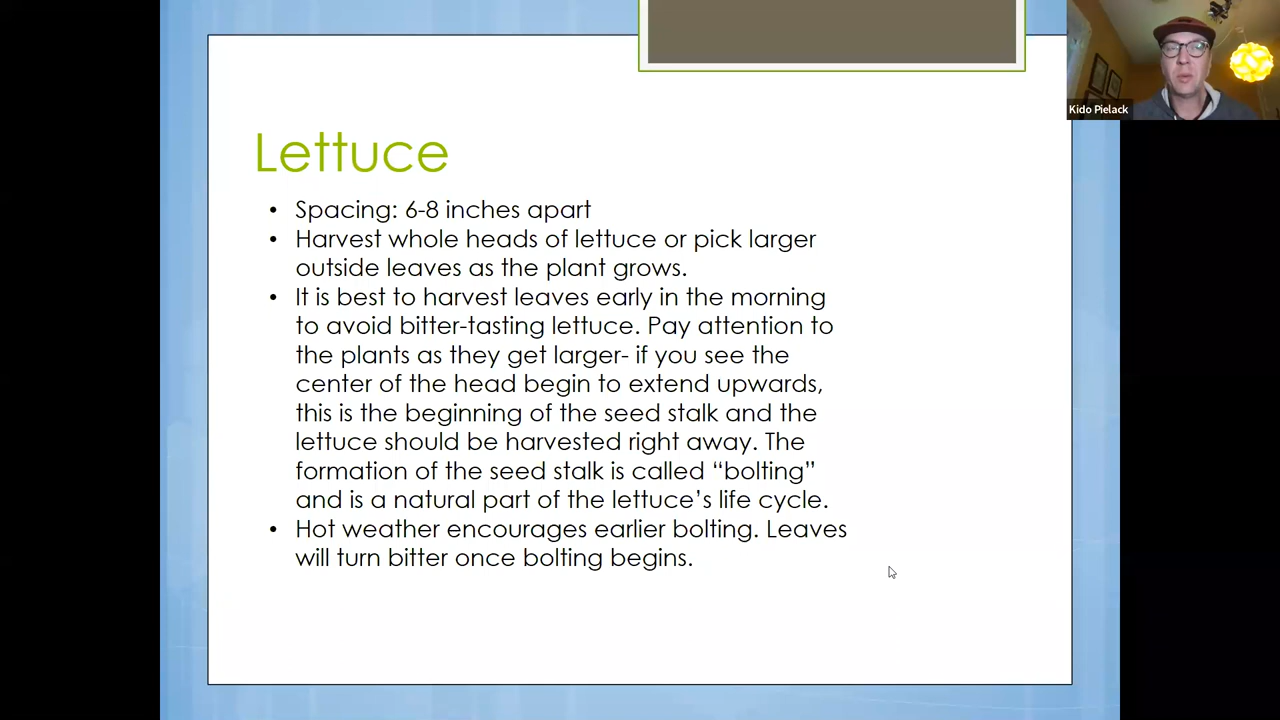 Kido Pielack
Lettuce
• Spacing: 6-8 inches apart
• Harvest whole heads of lettuce or pick larger
outside leaves as the plant grows.
• It is best to harvest leaves early in the morning
to avoid bitter-tasting lettuce. Pay attention to
the plants as they get larger- if you see the
center of the head begin to extend upwards,
this is the beginning of the seed stalk and the
lettuce should be harvested right away. The
formation of the seed stalk is called “bolting”
and is a natural part of the lettuce’s life cycle.
• Hot weather encourages earlier bolting. Leaves
will turn bitter once bolting begins.